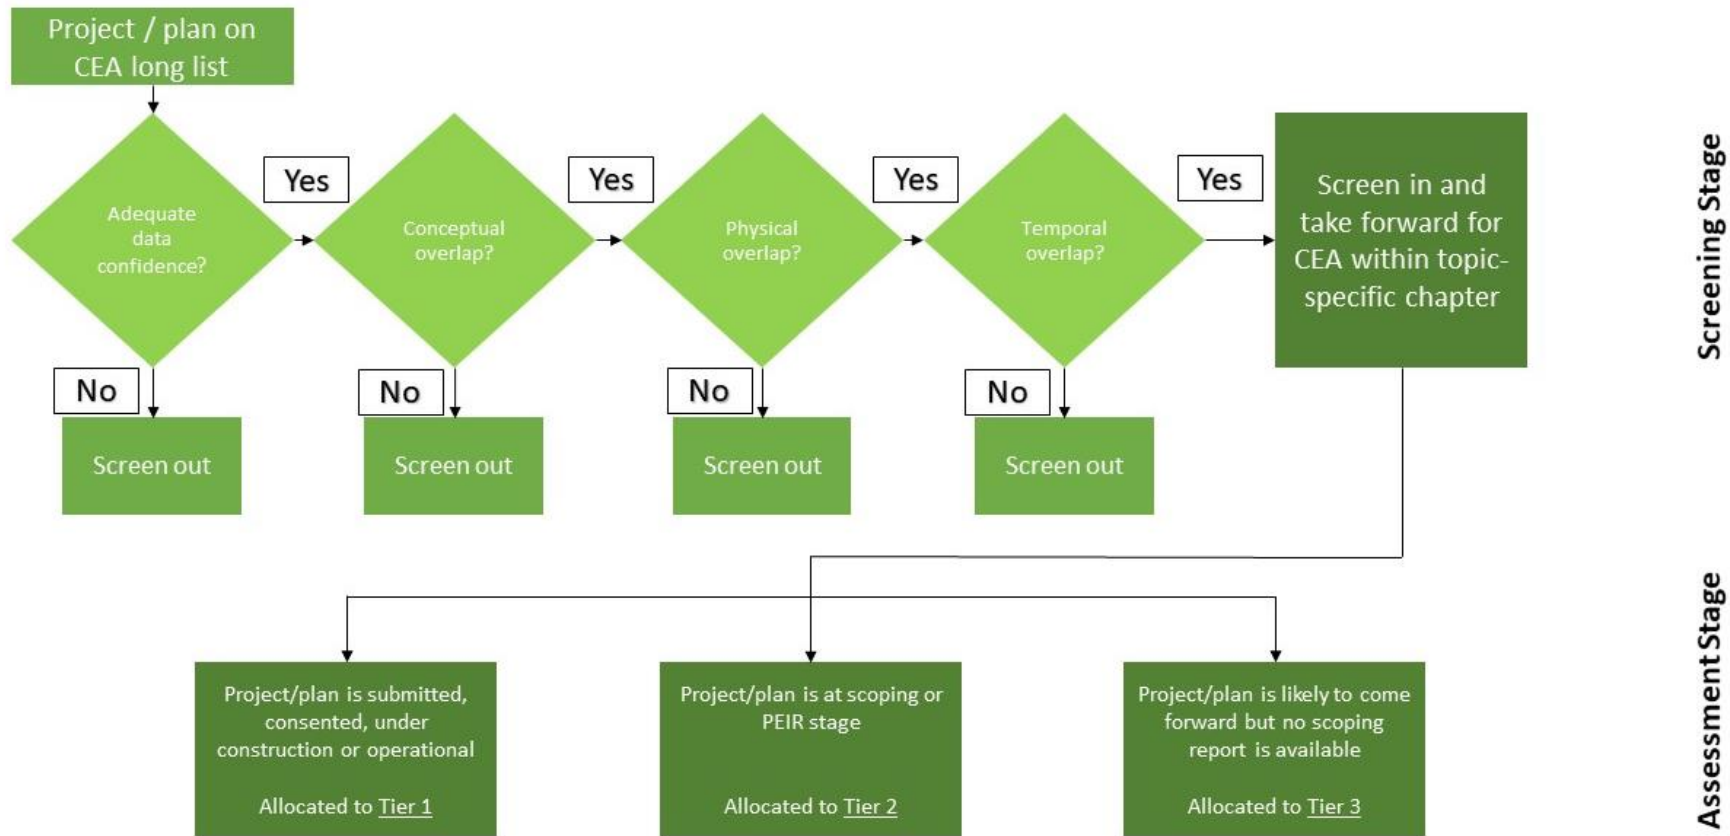 Project / plan on
CEA long list
Adequate
data
confidence?
Yes
Conceptual
overlap?
Yes
Physical
overlap?
Yes
Temporal
overlap?
Yes
Screen in and
take forward for
CEA within topic-
specific chapter
No
Screen out
No
Screen out
No
Screen out
No
Screen out
Screening Stage
Project/plan is submitted,
consented, under
construction or operational
Allocated to Tier 1
Project/plan is at scoping or
PEIR stage
Allocated to Tier 2
Project/plan is likely to come
forward but no scoping
report is available
Allocated to Tier 3
Assessment Stage